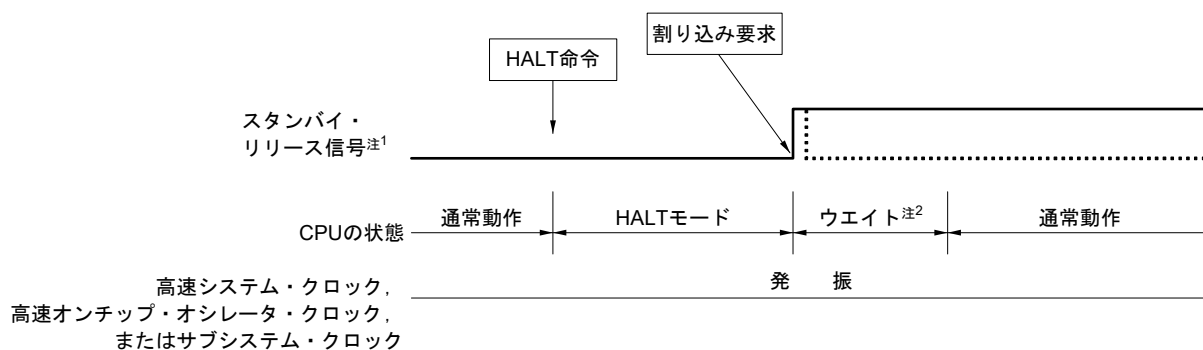 割り込み要求
HALT命令
スタンバイ・
リリース信号注1
通常動作
HALTモード
ウエイト注2
通常動作
CPUの状態
発 振
高速システム・クロック,
高速オンチップ・オシレータ・クロック,
またはサブシステム・クロック